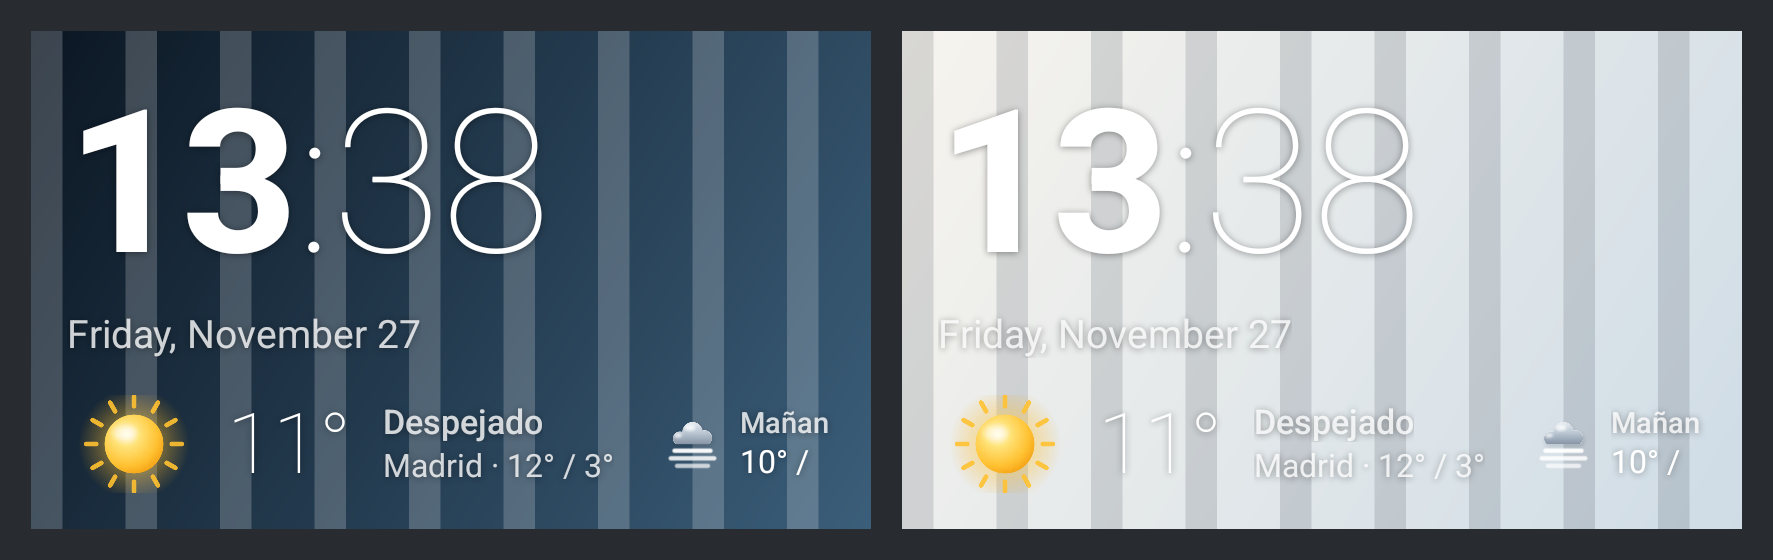 13:38
Friday, November 27
11°
Despejado
Madrid · 12° / 3°
Mañan
10° /
13:38
Friday, November 27
11°
Despejado
Madrid · 12° / 3°
Mañan
10° /